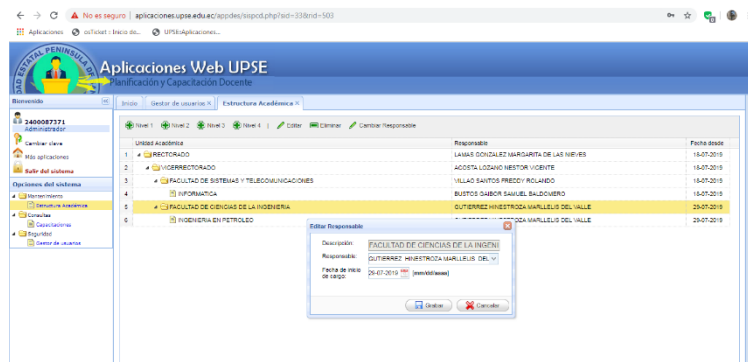 No es seguro | aplicaciones.upse.edu.ec/appdes/sispcd.php?sid=33&nid=503
Aplicaciones osTicket :: Inicio de... UPSE::Aplicaciones...
Aplicaciones Web UPSE
Planificación y Capacitación Docente
Bienvenido
2400087371
Administrador
Cambiar clave
Más aplicaciones
Salir del sistema
Opciones del sistema
Mantenimiento
Estructura Académica
Consultas
Capacitaciones
Seguridad
Gestor de usuarios
Inicio Gestor de usuarios × Estructura Académica ×
Nivel 1 Nivel 2 Nivel 3 Nivel 4 | Editar Eliminar Cambiar Responsable
Unidad Académica Responsable Fecha desde
1 RECTORADO LAMAS GONZALEZ MARGARITA DE LAS NIEVES 18-07-2019
2 VICERRECTORADO ACOSTA LOZANO NESTOR VICENTE 18-07-2019
3 FACULTAD DE SISTEMAS Y TELECOMUNICACIONES VILLAO SANTOS FREDDY ROLANDO 18-07-2019
4 INFORMATICA BUSTOS GAIBOR SAMUEL BALDOMERO 18-07-2019
5 FACULTAD DE CIENCIAS DE LA INGENIERIA GUTIERREZ HINESTROZA MARLLELIS DEL VALLE 29-07-2019
6 INGENIERIA EN PETROLEO GUTIERREZ HINESTROZA MARLLELIS DEL VALLE 29-07-2019
Editar Responsable
Descripción: FACULTAD DE CIENCIAS DE LA INGENI
Responsable: GUTIERREZ HINESTROZA MARLLELIS DEL
Fecha de inicio de cargo: 29-07-2019 (mm/dd/aaaa)
Grabar Cancelar